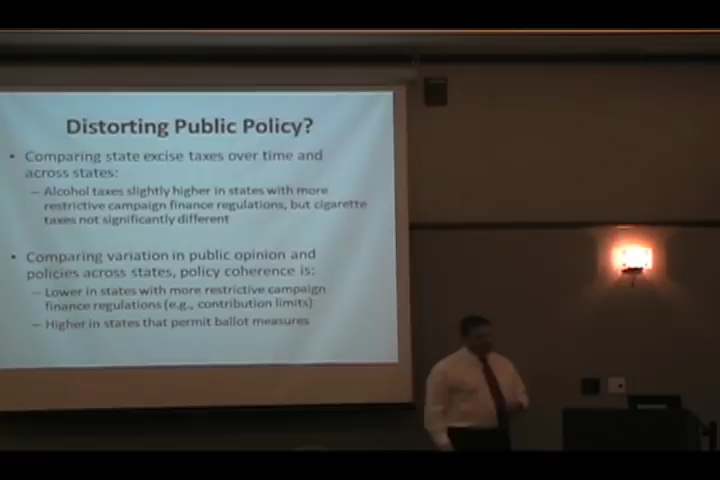 Distorting Public Policy?
• Comparing state excise taxes over time and
across states:
– Alcohol taxes slightly higher in states with more
restrictive campaign finance regulations, but cigarette
taxes not significantly different
• Comparing variation in public opinion and
policies across states, policy coherence is:
– Lower in states with more restrictive campaign
finance regulations (e.g., contribution limits)
– Higher in states that permit ballot measures